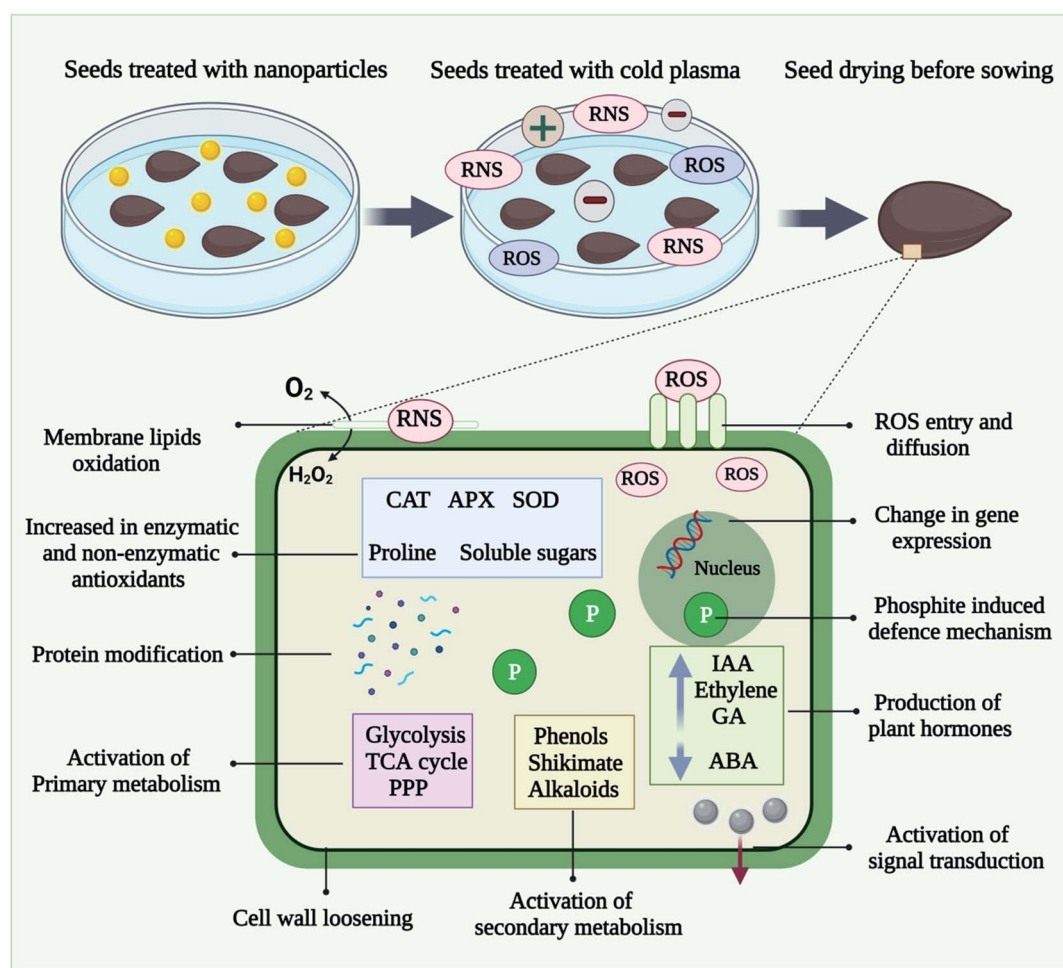 Seeds treated with nanoparticles
Seeds treated with cold plasma
Seed drying before sowing
+
RNS
−
RNS
ROS
−
ROS
RNS
O₂
RNS
H₂O₂
ROS
Membrane lipids
oxidation
ROS entry and
diffusion
ROS
ROS
CAT APX SOD
Proline Soluble sugars
Increased in enzymatic
and non-enzymatic
antioxidants
Change in gene
expression
Nucleus
P
P
P
Phosphite induced
defence mechanism
Protein modification
IAA
Ethylene
GA
ABA
Production of
plant hormones
Glycolysis
TCA cycle
PPP
Activation of
Primary metabolism
Phenols
Shikimate
Alkaloids
Activation of
signal transduction
Cell wall loosening
Activation of
secondary metabolism